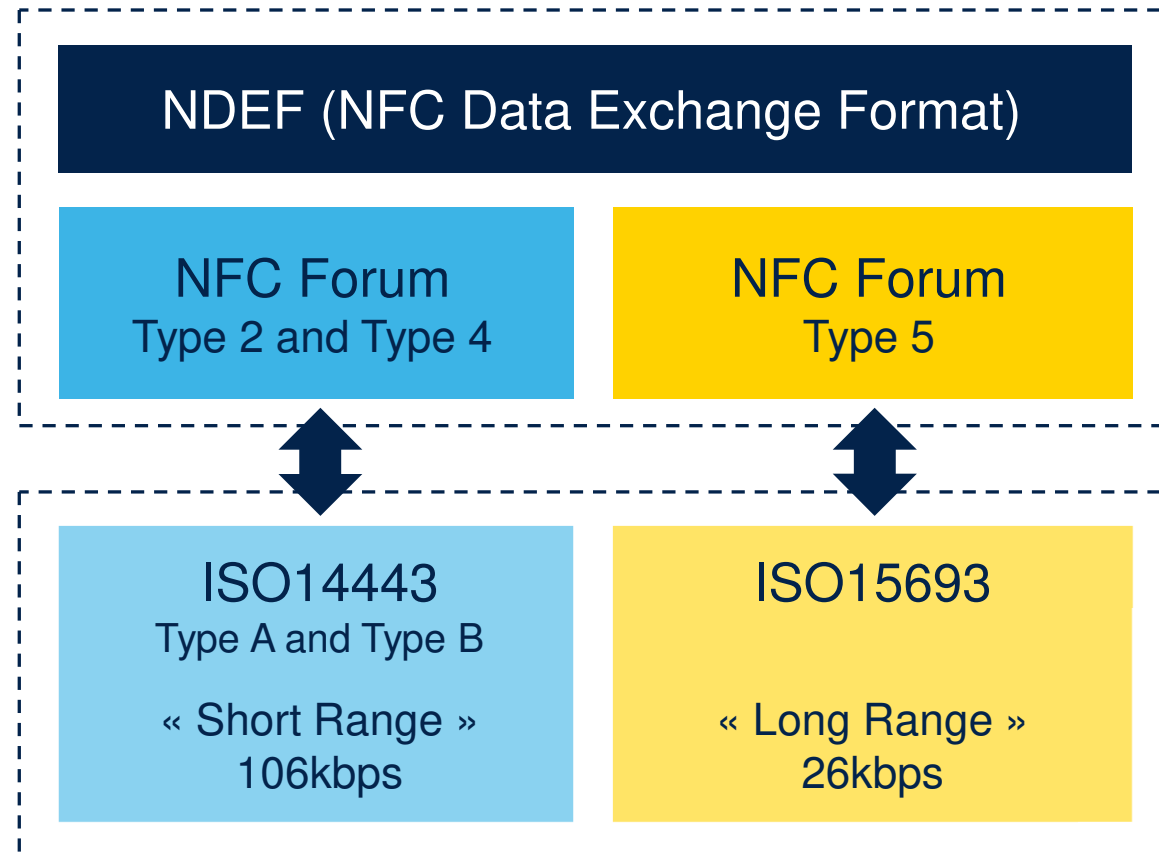 NDEF (NFC Data Exchange Format)
NFC Forum
Type 2 and Type 4
NFC Forum
Type 5
ISO14443
Type A and Type B
« Short Range »
106kbps
ISO15693
« Long Range »
26kbps